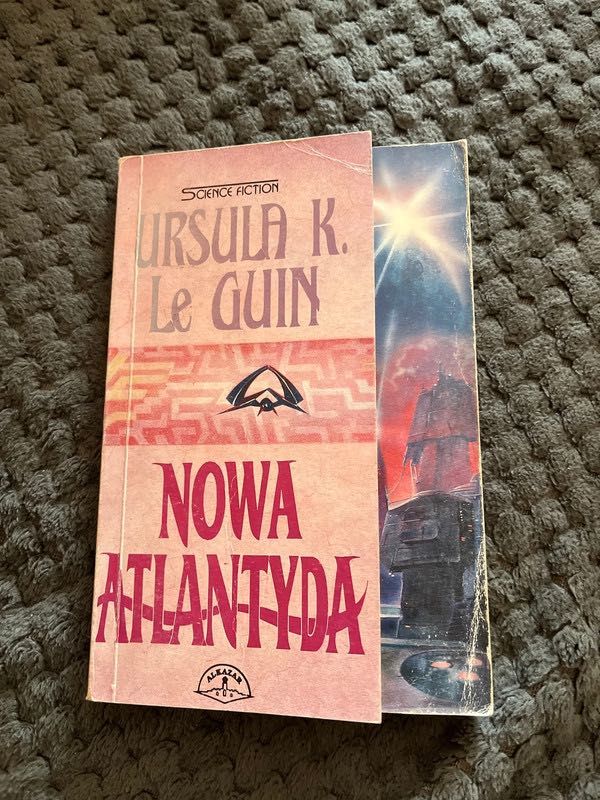 SCIENCE FICTION
URSULA K.
Le GUIN
NOWA
ATLANTYDA
ALKAZAR